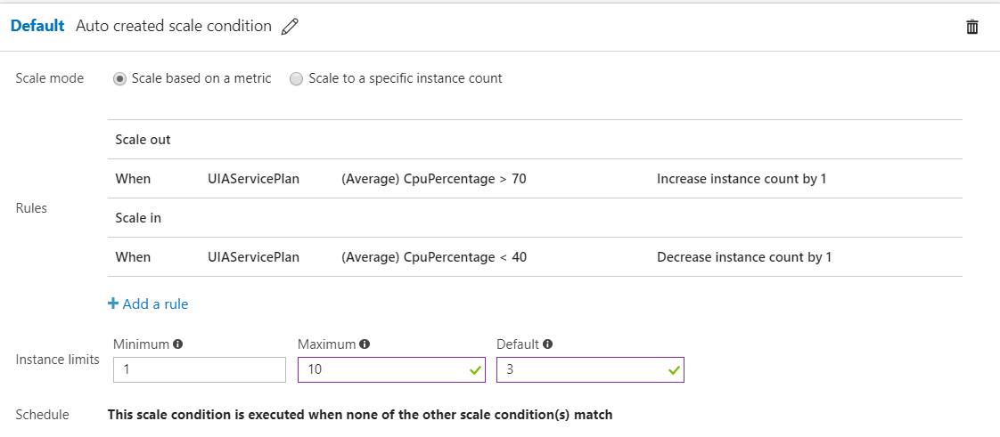 Default Auto created scale condition
Scale mode Scale based on a metric Scale to a specific instance count
Scale out
When UIAServicePlan (Average) CpuPercentage > 70 Increase instance count by 1
Rules
Scale in
When UIAServicePlan (Average) CpuPercentage < 40 Decrease instance count by 1
+ Add a rule
Minimum Maximum Default
Instance limits 1 10 3
Schedule This scale condition is executed when none of the other scale condition(s) match